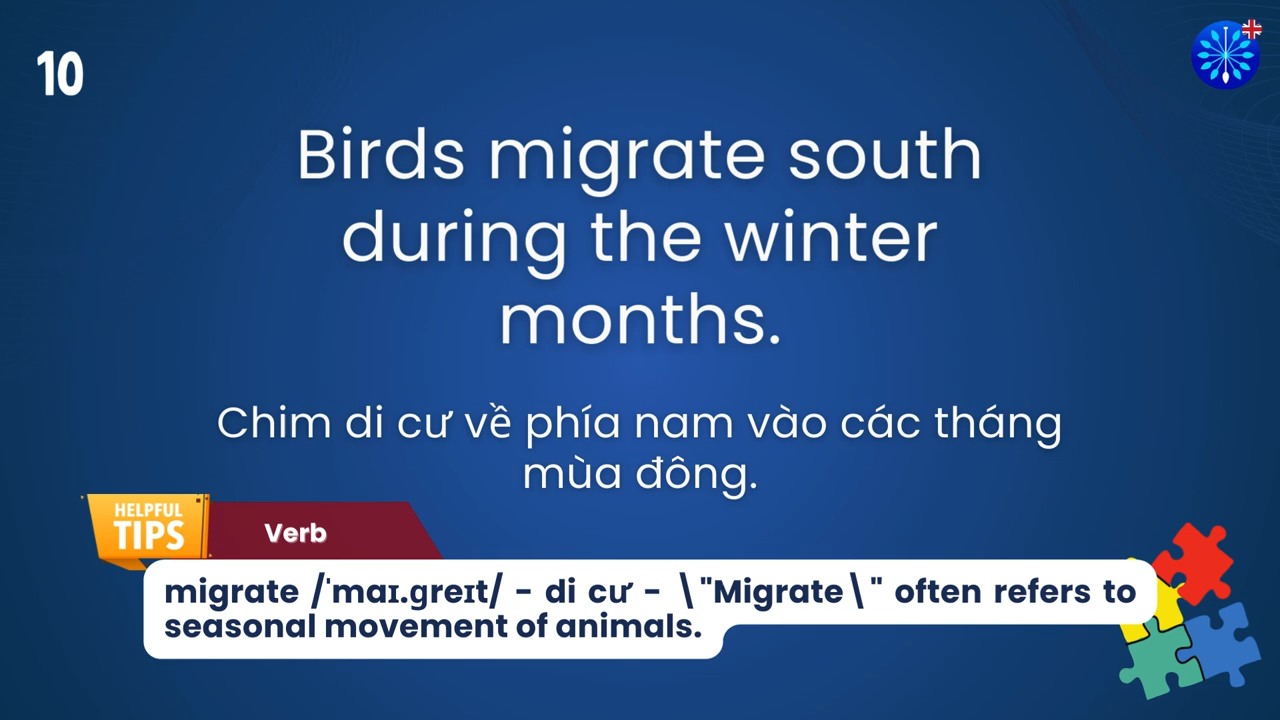 10
Birds migrate south
during the winter
months.
Chim di cư về phía nam vào các tháng
mùa đông.
HELPFUL
TIPS
Verb
migrate /ˈmaɪ.ɡreɪt/ - di cư - \"Migrate\" often refers to
seasonal movement of animals.